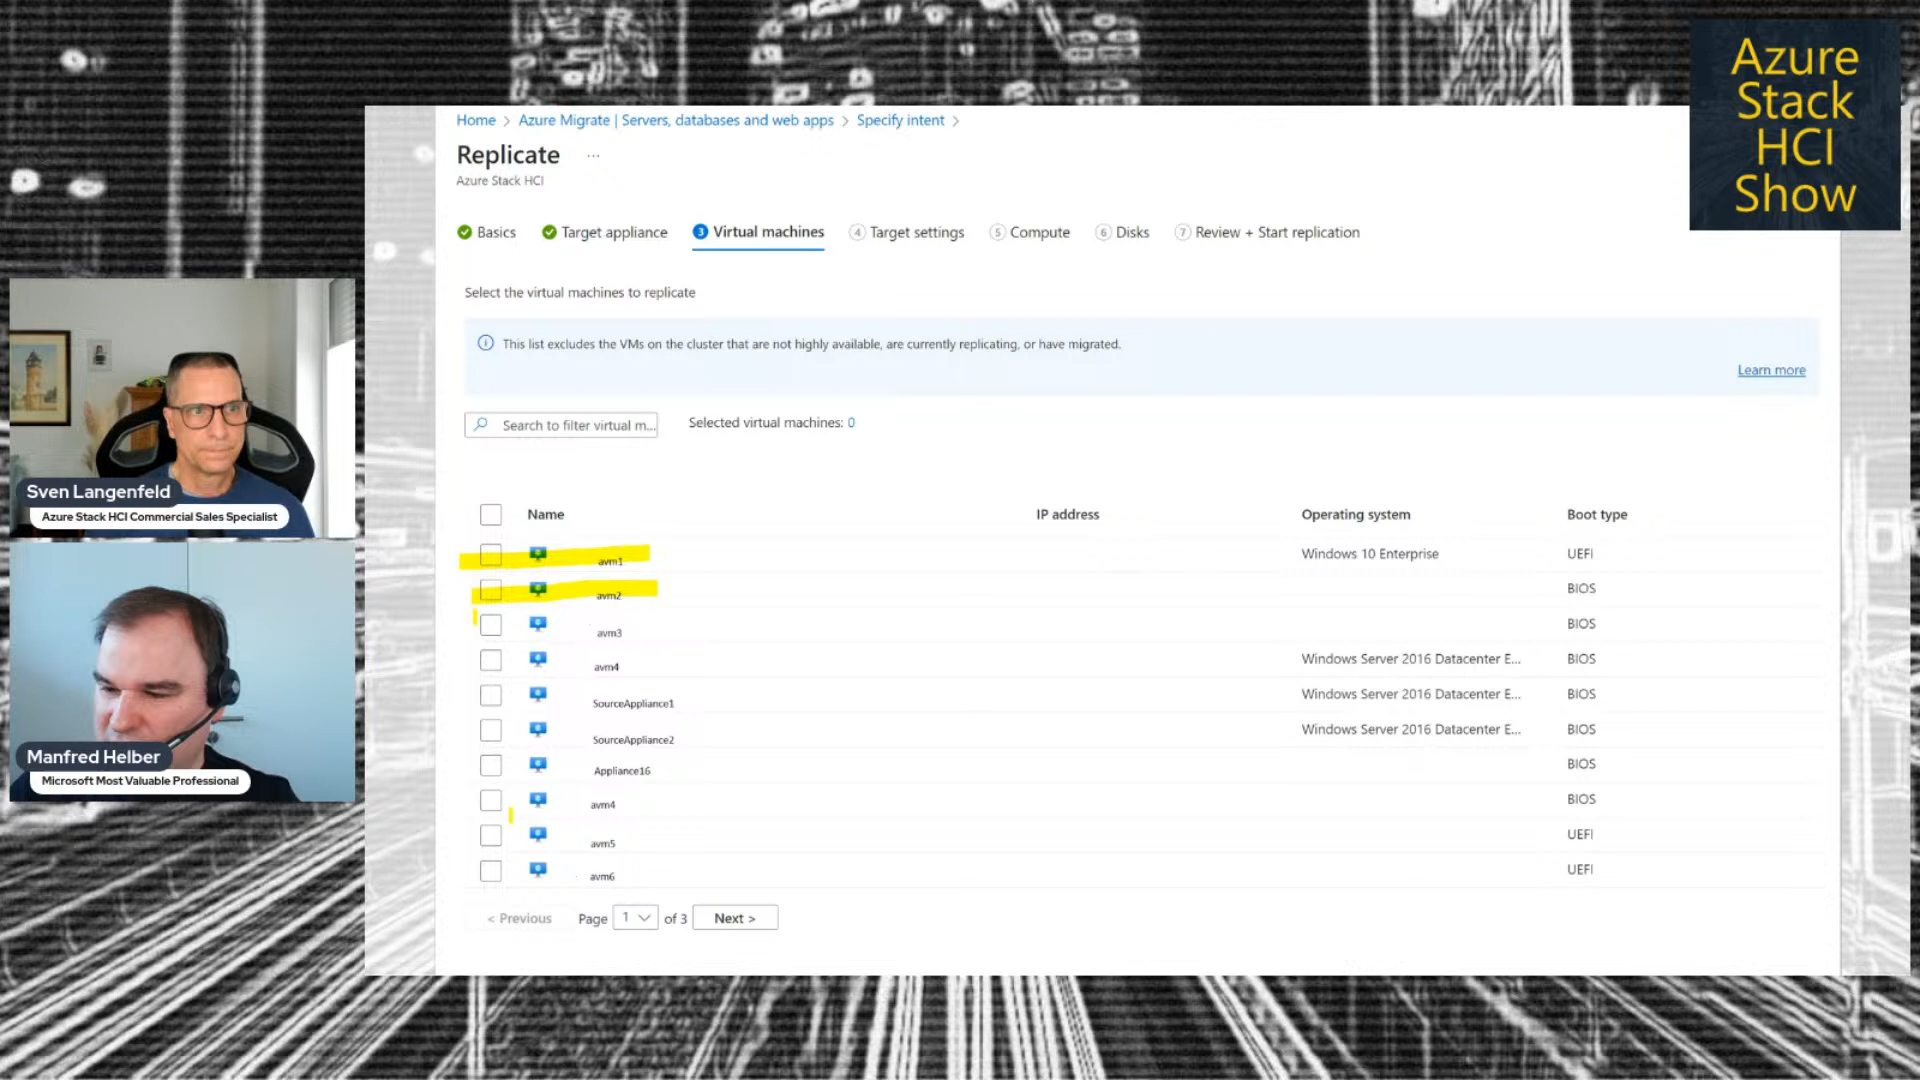 Azure
Stack
HCI
Show
Home > Azure Migrate | Servers, databases and web apps > Specify intent >
Replicate ...
Azure Stack HCI
Basics
Target appliance
3 Virtual machines
4 Target settings
5 Compute
6 Disks
7 Review + Start replication
Select the virtual machines to replicate
This list excludes the VMs on the cluster that are not highly available, are currently replicating, or have migrated.
Learn more
Search to filter virtual m...
Selected virtual machines: 0
Name IP address Operating system Boot type
avm1 Windows 10 Enterprise UEFI
avm2 BIOS
avm3 BIOS
avm4 Windows Server 2016 Datacenter E... BIOS
SourceAppliance1 Windows Server 2016 Datacenter E... BIOS
SourceAppliance2 Windows Server 2016 Datacenter E... BIOS
Appliance16 BIOS
avm4 BIOS
avm5 UEFI
avm6 UEFI
< Previous Page 1 of 3 Next >
Sven Langenfeld
Azure Stack HCI Commercial Sales Specialist
Manfred Helber
Microsoft Most Valuable Professional